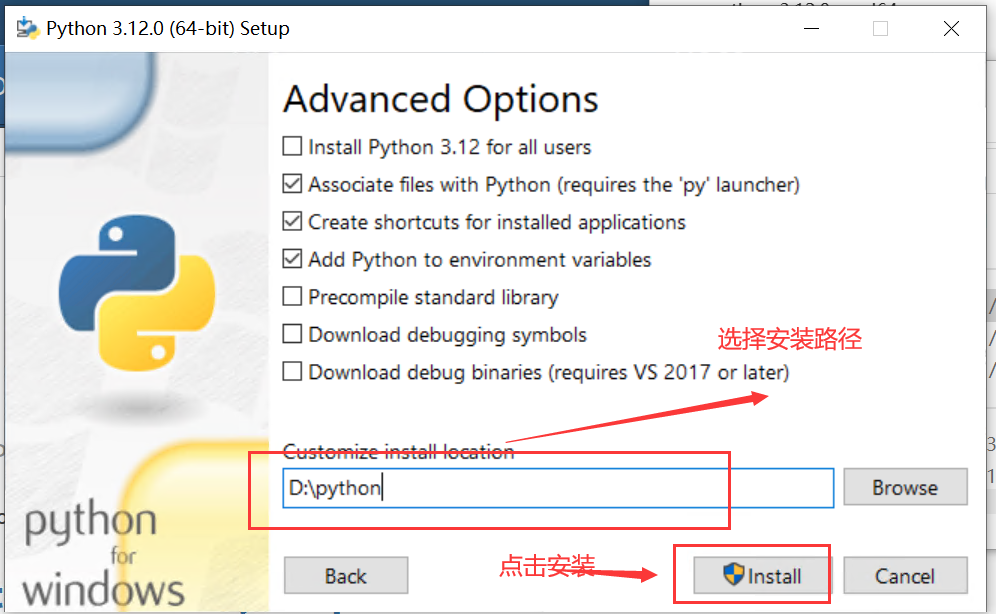 Python 3.12.0 (64-bit) Setup
Advanced Options
Install Python 3.12 for all users
Associate files with Python (requires the 'py' launcher)
Create shortcuts for installed applications
Add Python to environment variables
Precompile standard library
Download debugging symbols
选择安装路径
Download debug binaries (requires VS 2017 or later)
Customize install location
D:\python
Browse
python
for
windows
点击安装
Back
Install
Cancel